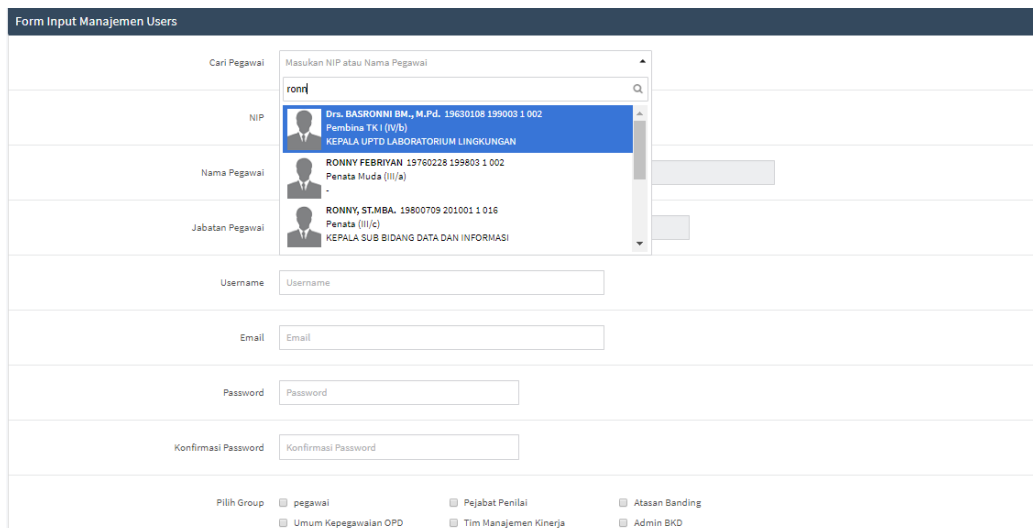 Form Input Manajemen Users
Cari Pegawai
Masukan NIP atau Nama Pegawai
ronn
Drs. BASRONNI BM., M.Pd. 19630108 199003 1 002
Pembina TK I (IV/b)
KEPALA UPTD LABORATORIUM LINGKUNGAN
RONNY FEBRIYAN 19760228 199803 1 002
Penata Muda (III/a)
-
RONNY, ST.MBA. 19800709 201001 1 016
Penata (III/c)
KEPALA SUB BIDANG DATA DAN INFORMASI
NIP
Nama Pegawai
Jabatan Pegawai
Username Username
Email Email
Password Password
Konfirmasi Password Konfirmasi Password
Pilih Group pegawai Pejabat Penilai Atasan Banding
Umum Kepegawaian OPD Tim Manajemen Kinerja Admin BKD